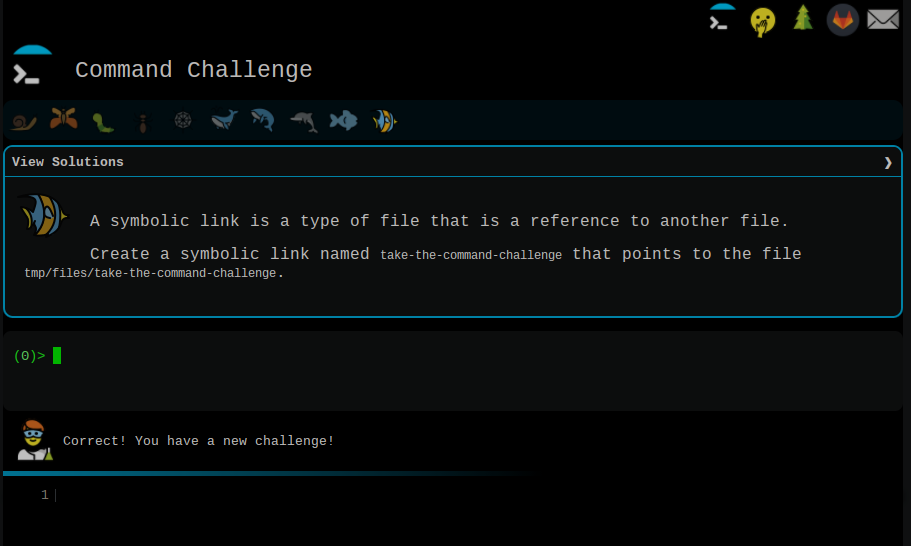 Command Challenge
View Solutions
A symbolic link is a type of file that is a reference to another file.
Create a symbolic link named take-the-command-challenge that points to the file
tmp/files/take-the-command-challenge.
(0)>
Correct! You have a new challenge!
1